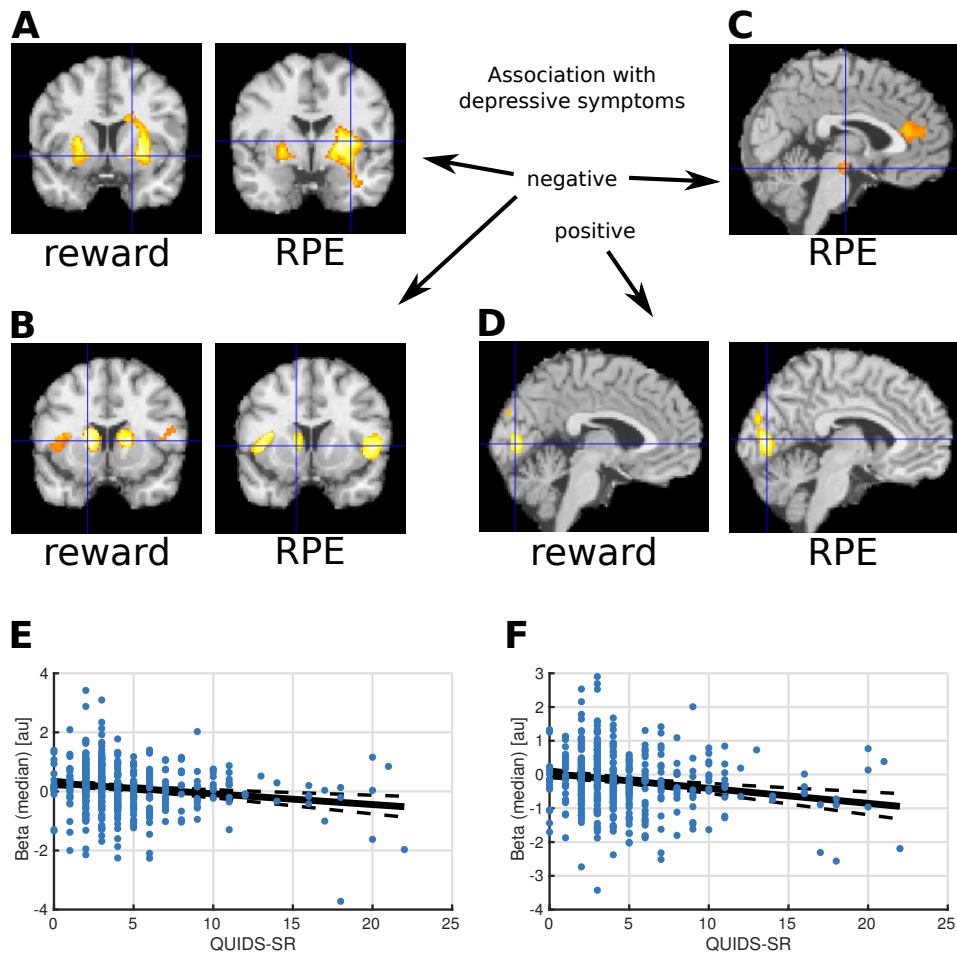 A
C
Association with
depressive symptoms
negative
positive
reward
RPE
RPE
B
D
reward
RPE
reward
RPE
E
F
4
2
0
-2
-4
Beta (median) [au]
0
5
10
15
20
25
QUIDS-SR
3
2
1
0
-1
-2
-3
-4
Beta (median) [au]
0
5
10
15
20
25
QUIDS-SR